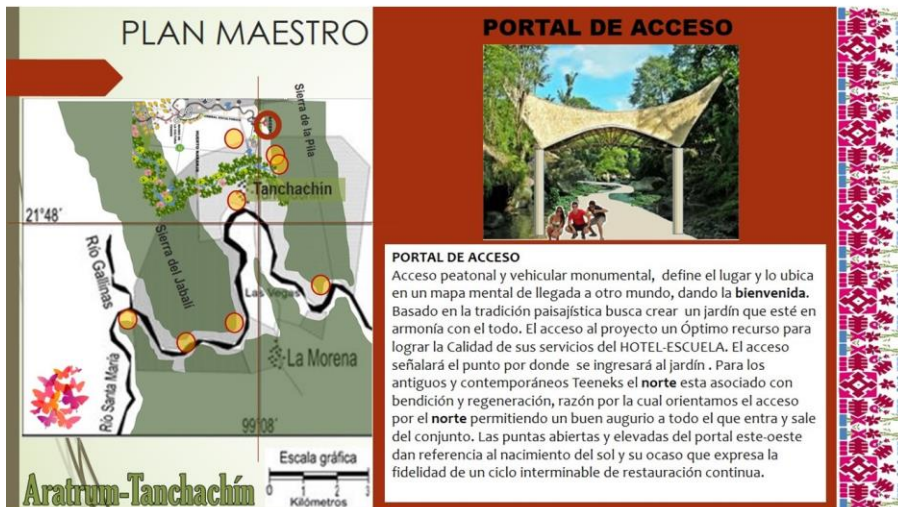 PLAN MAESTRO
Sierra de la Pila
Tanchachín
21°48´
Río Gallinas
Sierra del Jabalí
Las Vegas
La Morena
Río Santa María
99°08´
Escala gráfica
Kilómetros
Aratrum-Tanchachín
PORTAL DE ACCESO
PORTAL DE ACCESO
Acceso peatonal y vehicular monumental, define el lugar y lo ubica
en un mapa mental de llegada a otro mundo, dando la bienvenida.
Basado en la tradición paisajística busca crear un jardín que esté en
armonía con el todo. El acceso al proyecto un Óptimo recurso para
lograr la Calidad de sus servicios del HOTEL-ESCUELA. El acceso
señalará el punto por donde se ingresará al jardín . Para los
antiguos y contemporáneos Teeneks el norte esta asociado con
bendición y regeneración, razón por la cual orientamos el acceso
por el norte permitiendo un buen augurio a todo el que entra y sale
del conjunto. Las puntas abiertas y elevadas del portal este-oeste
dan referencia al nacimiento del sol y su ocaso que expresa la
fidelidad de un ciclo interminable de restauración continua.